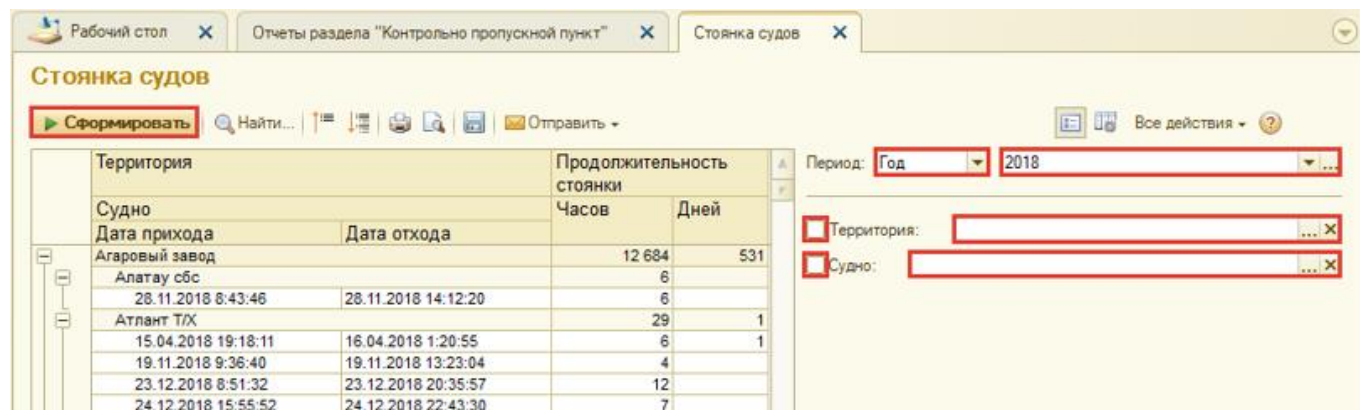 Рабочий стол Отчеты раздела "Контрольно пропускной пункт" Стоянка судов
Стоянка судов
Сформировать Найти... Отправить Все действия
Территория Продолжительность стоянки Период: Год 2018
Судно Часов Дней Территория:
Дата прихода Дата отхода
Агаровый завод 12 684 531 Судно:
Алатау сбс 6
28.11.2018 8:43:46 28.11.2018 14:12:20 6
Атлант Т/Х 29 1
15.04.2018 19:18:11 16.04.2018 1:20:55 6 1
19.11.2018 9:36:40 19.11.2018 13:23:04 4
23.12.2018 8:51:32 23.12.2018 20:35:57 12
24.12.2018 15:55:52 24.12.2018 22:43:30 7